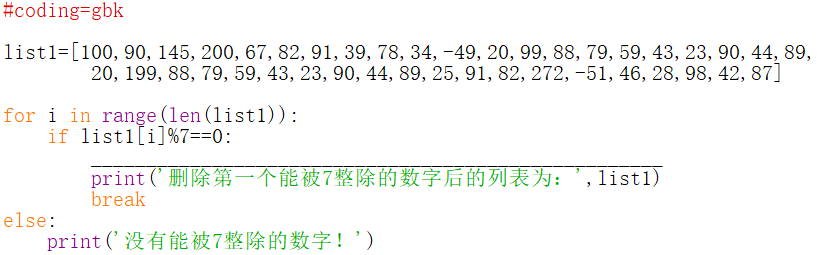 #coding=gbk
list1=[100,90,145,200,67,82,91,39,78,34,-49,20,99,88,79,59,43,23,90,44,89,
20,199,88,79,59,43,23,90,44,89,25,91,82,272,-51,46,28,98,42,87]
for i in range(len(list1)):
if list1[i]%7==0:
____________________________________________________
print('删除第一个能被7整除的数字后的列表为：',list1)
break
else:
print('没有能被7整除的数字！')